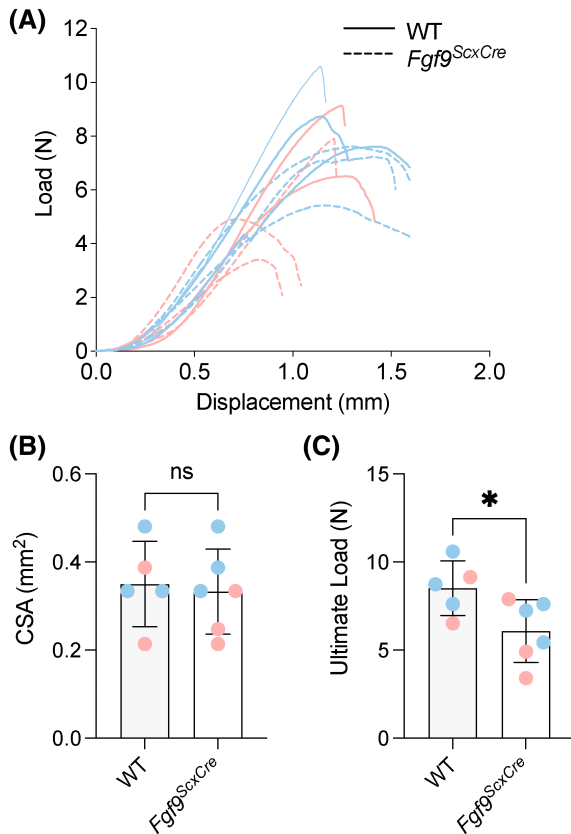 (A)
WT
Fgf9ScxCre
12
10
8
6
4
2
0
Load (N)
0.0 0.5 1.0 1.5 2.0
Displacement (mm)
(B)
ns
0.6
0.4
0.2
0.0
CSA (mm2)
WT
Fgf9ScxCre
(C)
*
15
10
5
0
Ultimate Load (N)
WT
Fgf9ScxCre